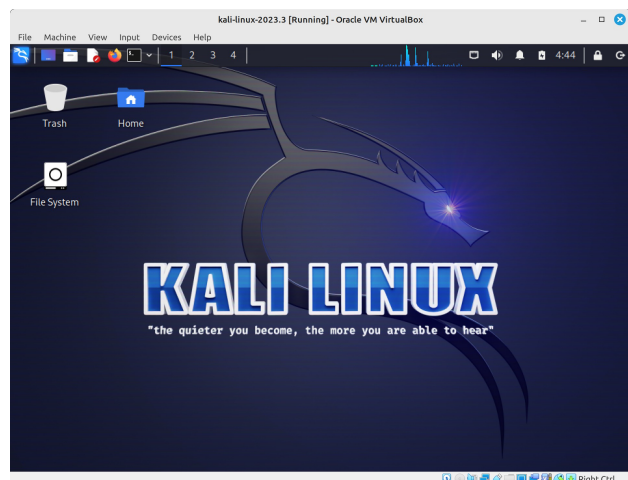 kali-linux-2023.3 [Running] - Oracle VM VirtualBox
File Machine View Input Devices Help
1 2 3 4 4:44
Trash
Home
File System
KALI LINUX
"the quieter you become, the more you are able to hear"
Right Ctrl